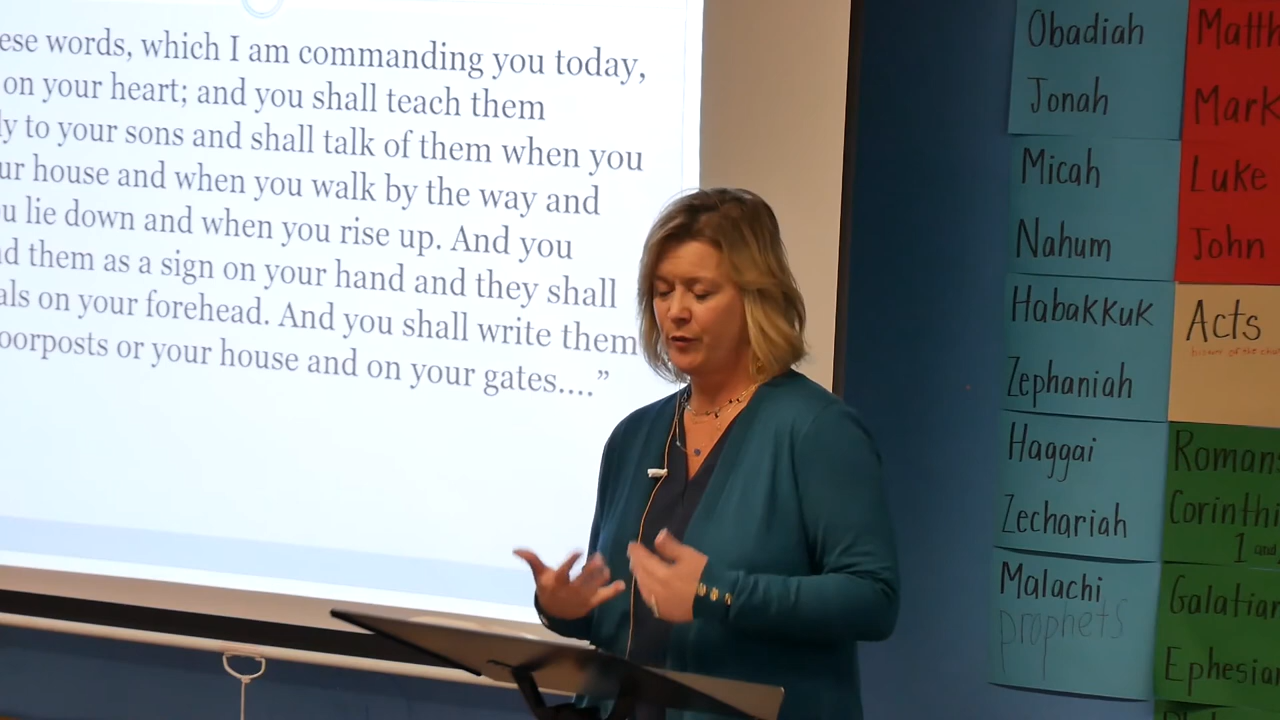 ese words, which I am commanding you today,
on your heart; and you shall teach them
ly to your sons and shall talk of them when you
ur house and when you walk by the way and
u lie down and when you rise up. And you
d them as a sign on your hand and they shall
als on your forehead. And you shall write them
oorposts or your house and on your gates....”
Obadiah
Jonah
Micah
Nahum
Habakkuk
Zephaniah
Haggai
Zechariah
Malachi
prophets
Matth
Mark
Luke
John
Acts
Romans
Corinthi
1 and
Galatian
Ephesian